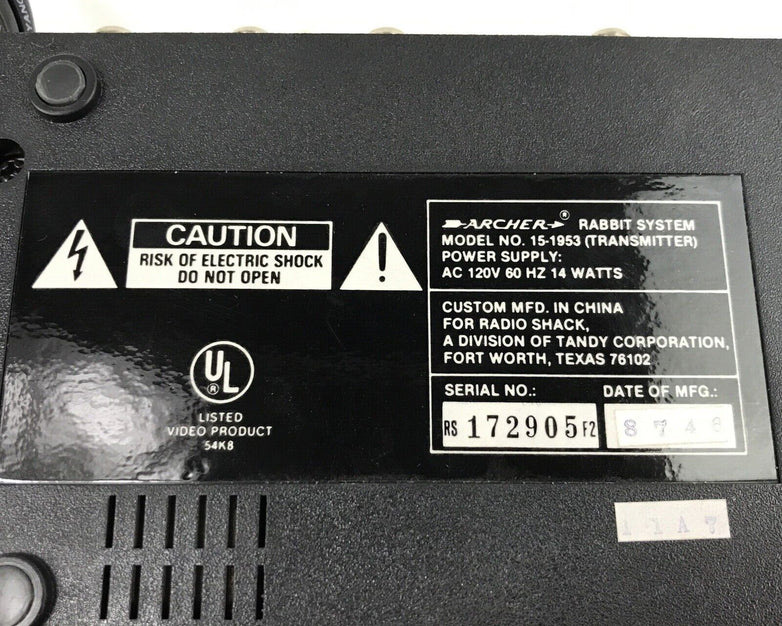 CAUTION
RISK OF ELECTRIC SHOCK
DO NOT OPEN
UL
®
LISTED
VIDEO PRODUCT
54K8
ARCHER® RABBIT SYSTEM
MODEL NO. 15-1953 (TRANSMITTER)
POWER SUPPLY:
AC 120V 60 HZ 14 WATTS
CUSTOM MFD. IN CHINA
FOR RADIO SHACK,
A DIVISION OF TANDY CORPORATION,
FORT WORTH, TEXAS 76102
SERIAL NO.: DATE OF MFG.:
RS 172905 F2
11A7